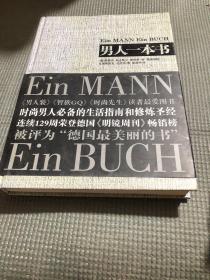 Ein MANN Ein BUCH
男人一本书
Ein MANN
《男人装》《智族GQ》《时尚先生》读者最爱图书
时尚男人必备的生活指南和修炼圣经
连续129周荣登德国《明镜周刊》畅销榜
被评为“德国最美丽的书”
Ein BUCH